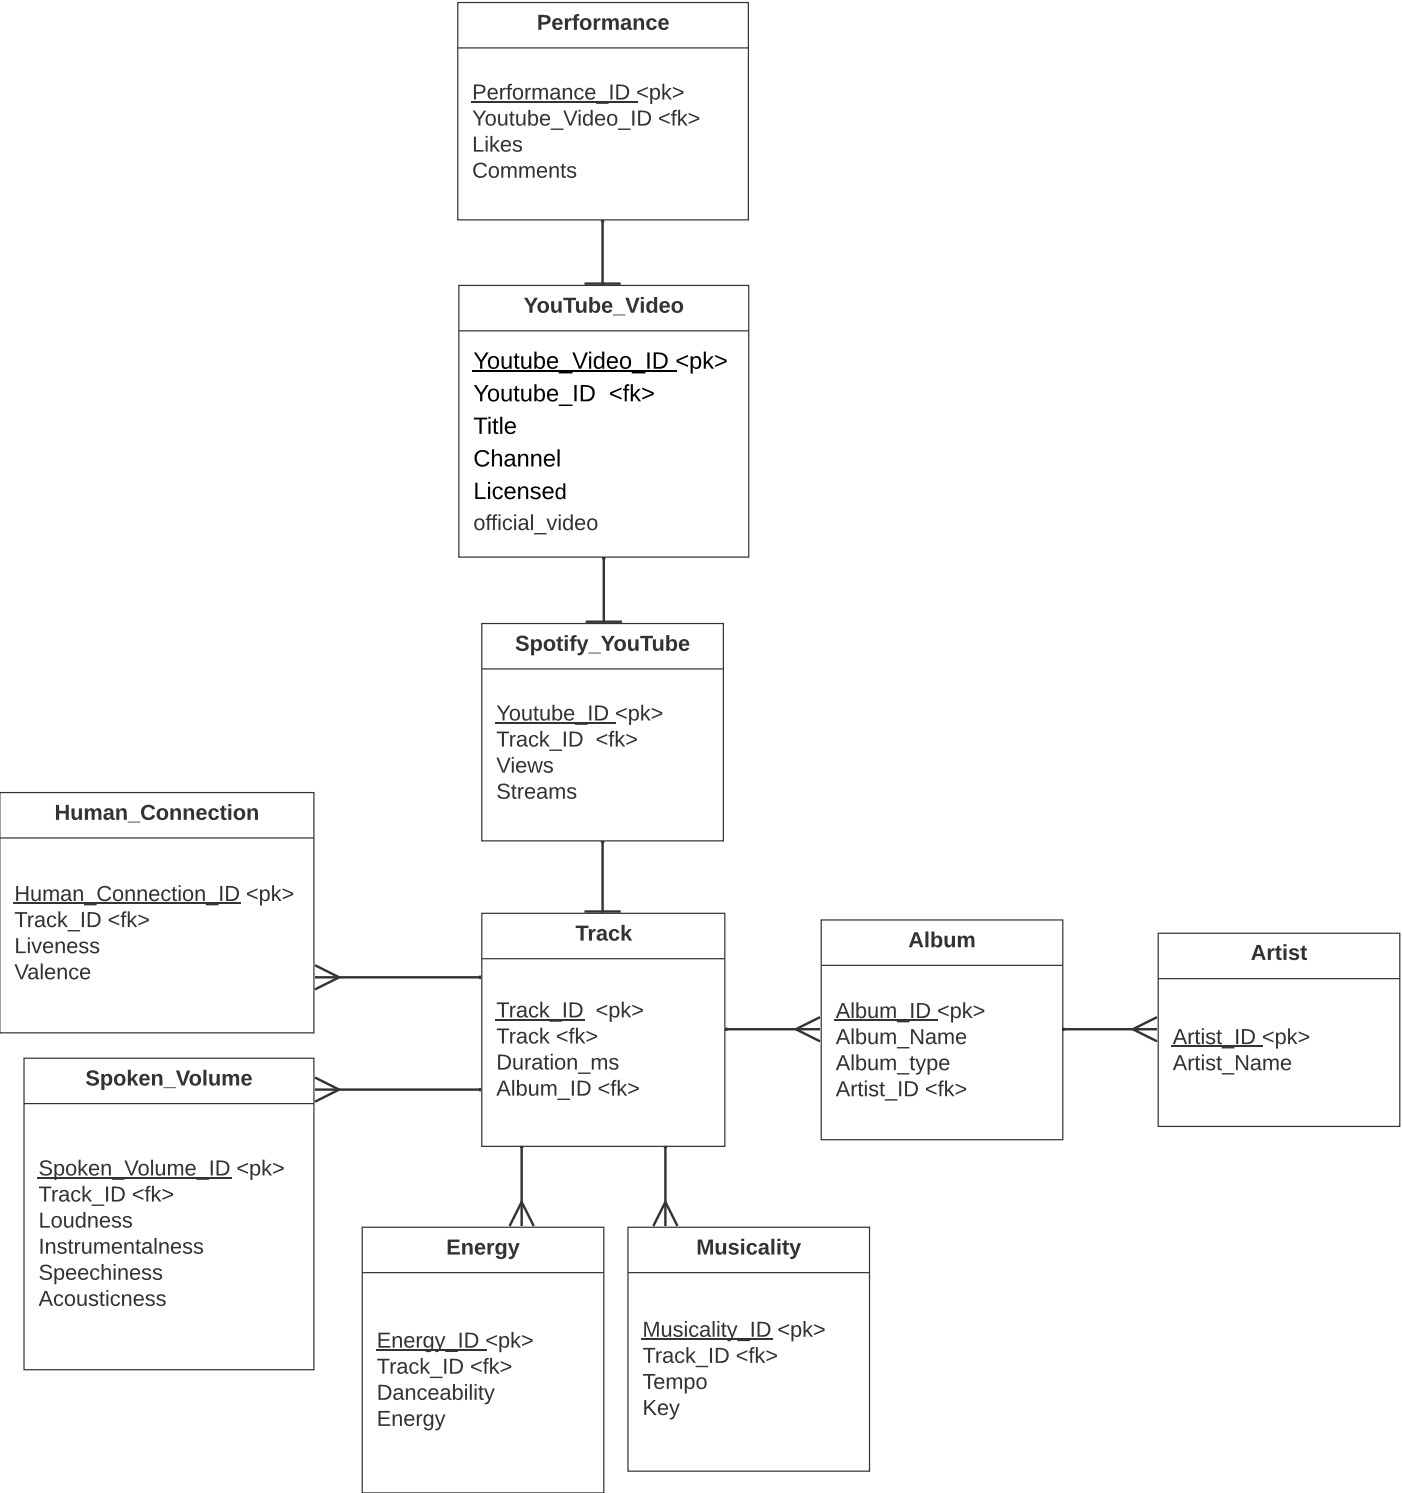 Performance
Performance_ID <pk>
Youtube_Video_ID <fk>
Likes
Comments
YouTube_Video
Youtube_Video_ID <pk>
Youtube_ID <fk>
Title
Channel
Licensed
official_video
Spotify_YouTube
Youtube_ID <pk>
Track_ID <fk>
Views
Streams
Human_Connection
Human_Connection_ID <pk>
Track_ID <fk>
Liveness
Valence
Track
Track_ID <pk>
Track <fk>
Duration_ms
Album_ID <fk>
Album
Album_ID <pk>
Album_Name
Album_type
Artist_ID <fk>
Artist
Artist_ID <pk>
Artist_Name
Spoken_Volume
Spoken_Volume_ID <pk>
Track_ID <fk>
Loudness
Instrumentalness
Speechiness
Acousticness
Energy
Energy_ID <pk>
Track_ID <fk>
Danceability
Energy
Musicality
Musicality_ID <pk>
Track_ID <fk>
Tempo
Key